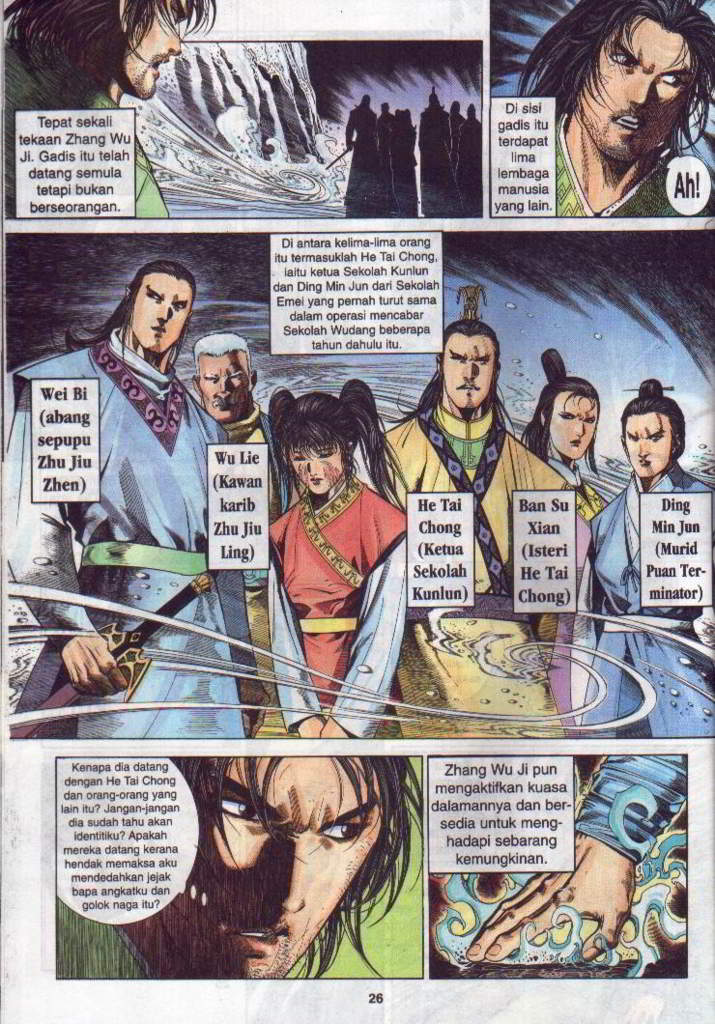 Tepat sekali
tekaan Zhang Wu
Ji. Gadis itu telah
datang semula
tetapi bukan
berseorangan.
Di sisi
gadis itu
terdapat
lima
lembaga
manusia
yang lain.
Ah!
Di antara kelima-lima orang
itu termasuklah He Tai Chong,
iaitu ketua Sekolah Kunlun
dan Ding Min Jun dari Sekolah
Emei yang pernah turut sama
dalam operasi mencabar
Sekolah Wudang beberapa
tahun dahulu itu.
Wei Bi
(abang
sepupu
Zhu Jiu
Zhen)
Wu Lie
(Kawan
karib
Zhu Jiu
Ling)
He Tai
Chong
(Ketua
Sekolah
Kunlun)
Ban Su
Xian
(Isteri
He Tai
Chong)
Ding
Min Jun
(Murid
Puan Ter-
minator)
Kenapa dia datang
dengan He Tai Chong
dan orang-orang yang
lain itu? Jangan-jangan
dia sudah tahu akan
identitiku? Apakah
mereka datang kerana
hendak memaksa aku
mendedahkan jejak
bapa angkatku dan
golok naga itu?
Zhang Wu Ji pun
mengaktifkan kuasa
dalamannya dan ber-
sedia untuk meng-
hadapi sebarang
kemungkinan.
26